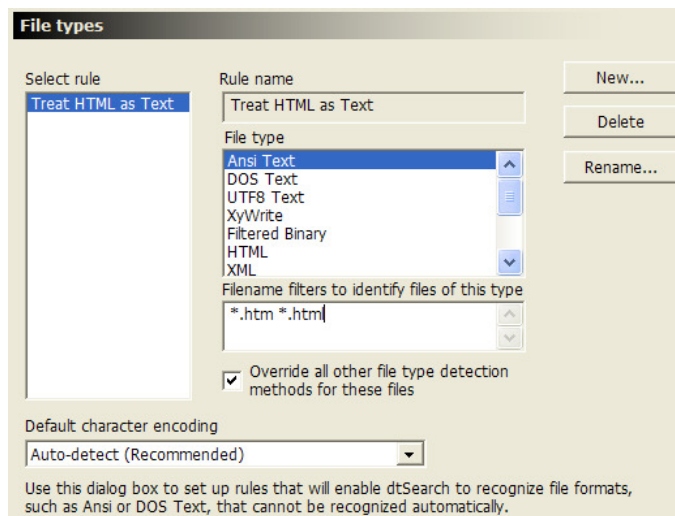 File types
Select rule
Treat HTML as Text
Rule name
Treat HTML as Text
File type
Ansi Text
DOS Text
UTF8 Text
XyWrite
Filtered Binary
HTML
XML
Filename filters to identify files of this type
*.htm *.html
Override all other file type detection
methods for these files
New...
Delete
Rename...
Default character encoding
Auto-detect (Recommended)
Use this dialog box to set up rules that will enable dtSearch to recognize file formats,
such as Ansi or DOS Text, that cannot be recognized automatically.